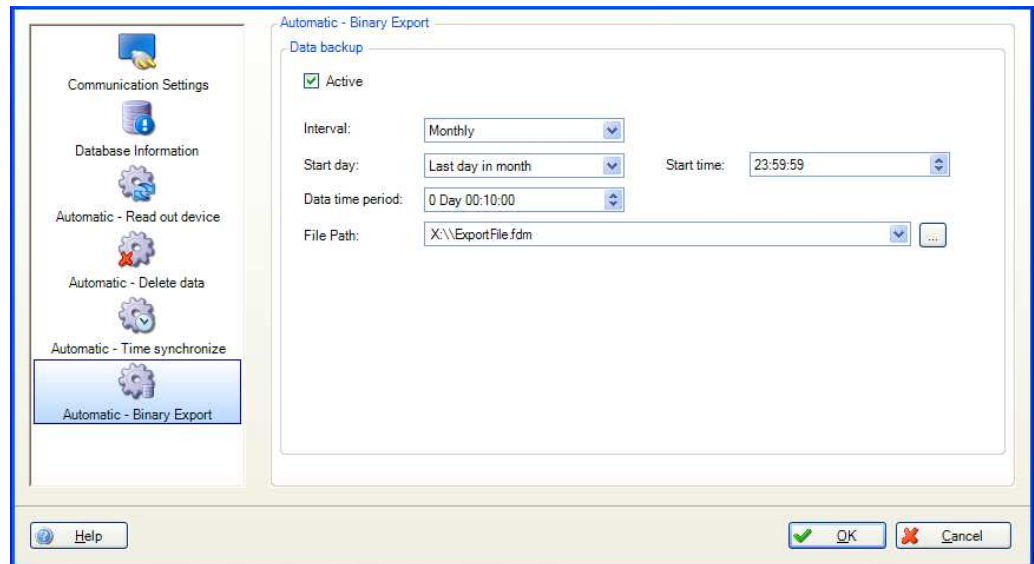 Communication Settings
Database Information
Automatic - Read out device
Automatic - Delete data
Automatic - Time synchronize
Automatic - Binary Export
Automatic - Binary Export
Data backup
Active
Interval: Monthly
Start day: Last day in month Start time: 23:59:59
Data time period: 0 Day 00:10:00
File Path: X:\\ExportFile.fdm ...
Help OK Cancel